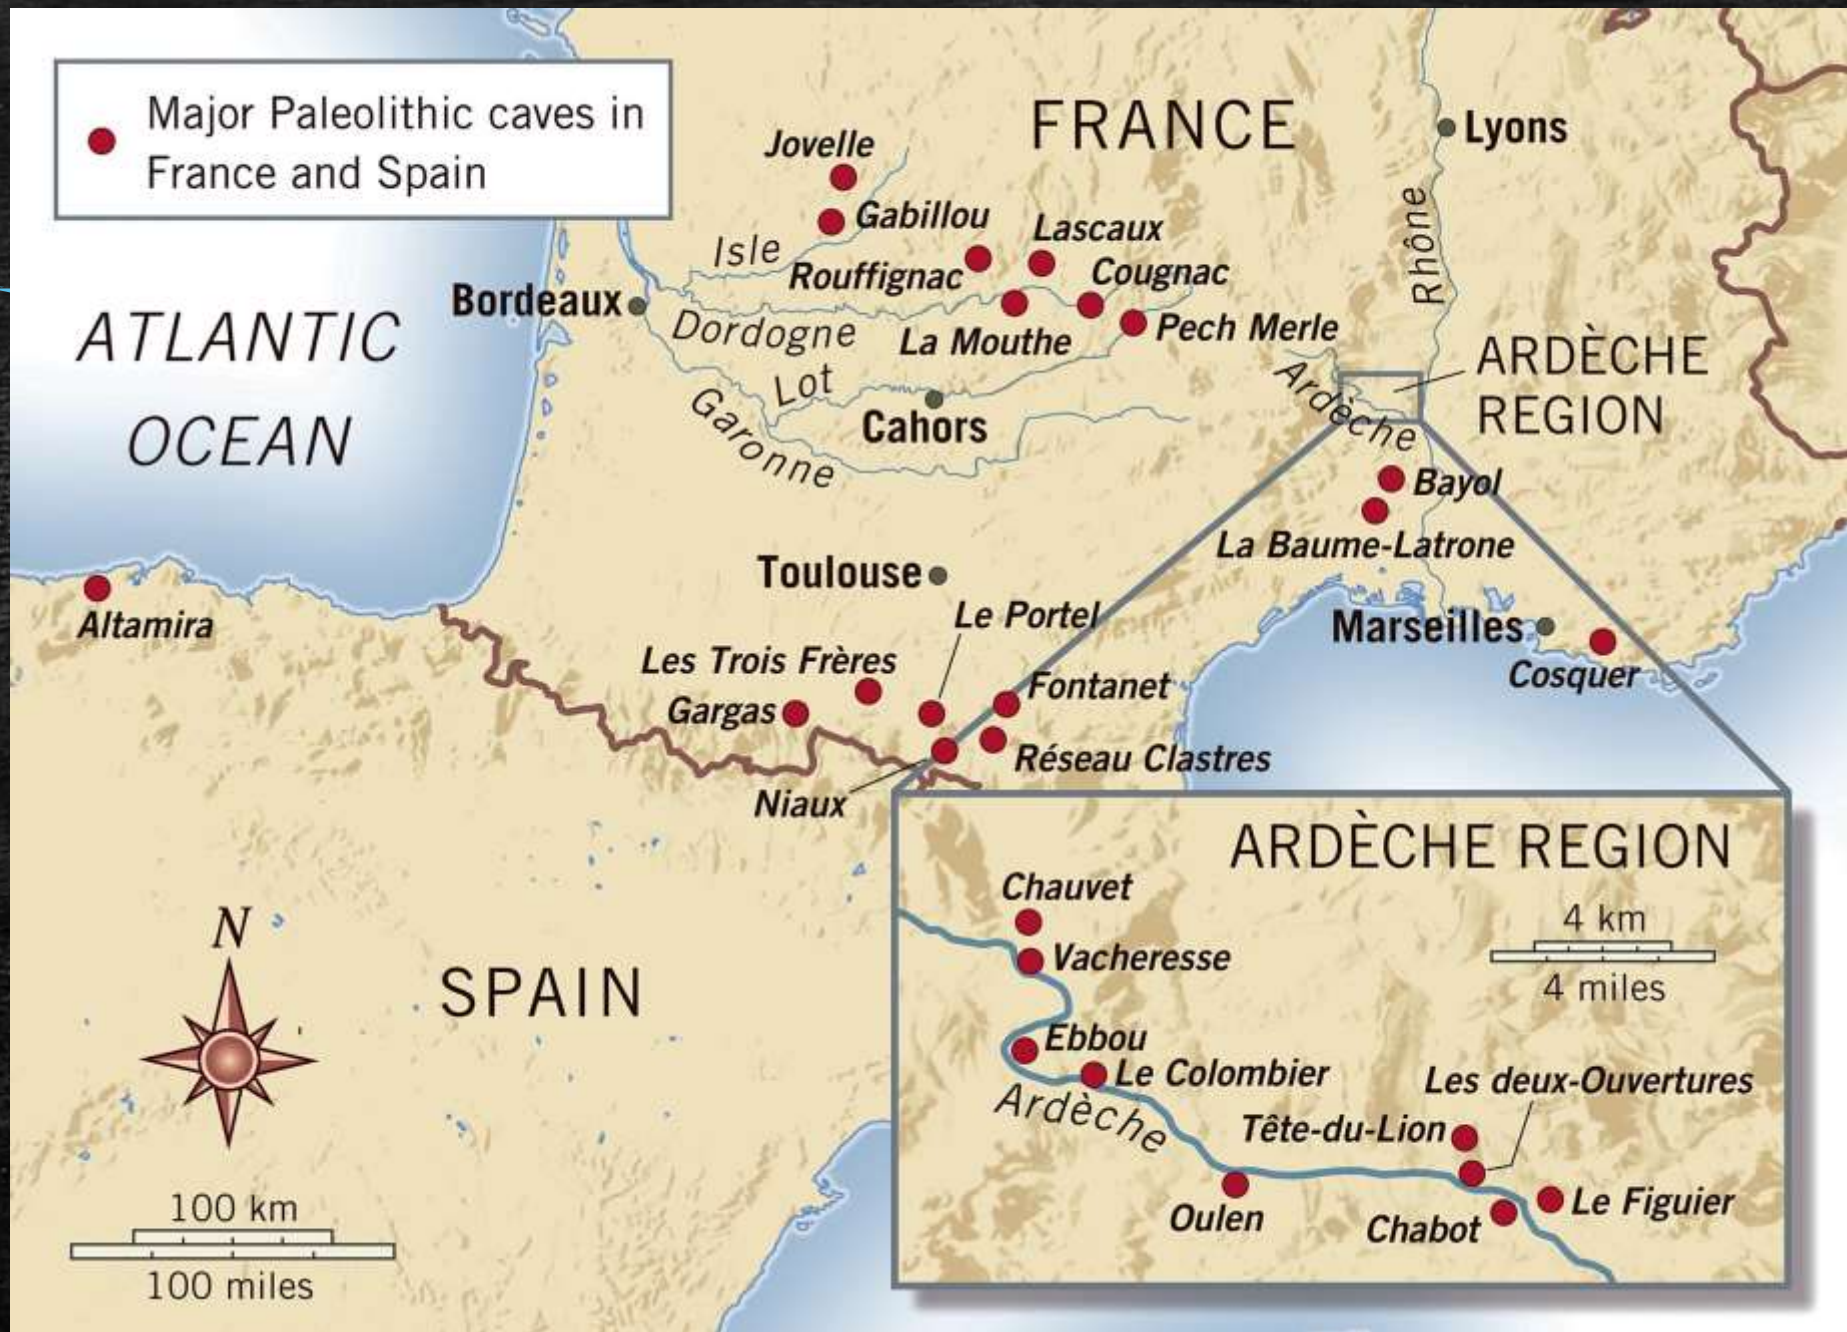 Major Paleolithic caves in
France and Spain
FRANCE
Lyons
Jovelle
Gabillou
Isle
Lascaux
Rouffignac
Cougnac
Rhône
Bordeaux
Dordogne
La Mouthe
Pech Merle
ATLANTIC
OCEAN
Lot
Garonne
Cahors
Ardèche
ARDÈCHE
REGION
Bayol
La Baume-Latrone
Toulouse
Altamira
Le Portel
Marseilles
Cosquer
Les Trois Frères
Gargas
Fontanet
Réseau Clastres
Niaux
SPAIN
N
100 km
100 miles
ARDÈCHE REGION
Chauvet
4 km
4 miles
Vacheresse
Ebbou
Le Colombier
Ardèche
Les deux-Ouvertures
Tête-du-Lion
Oulen
Chabot
Le Figuier